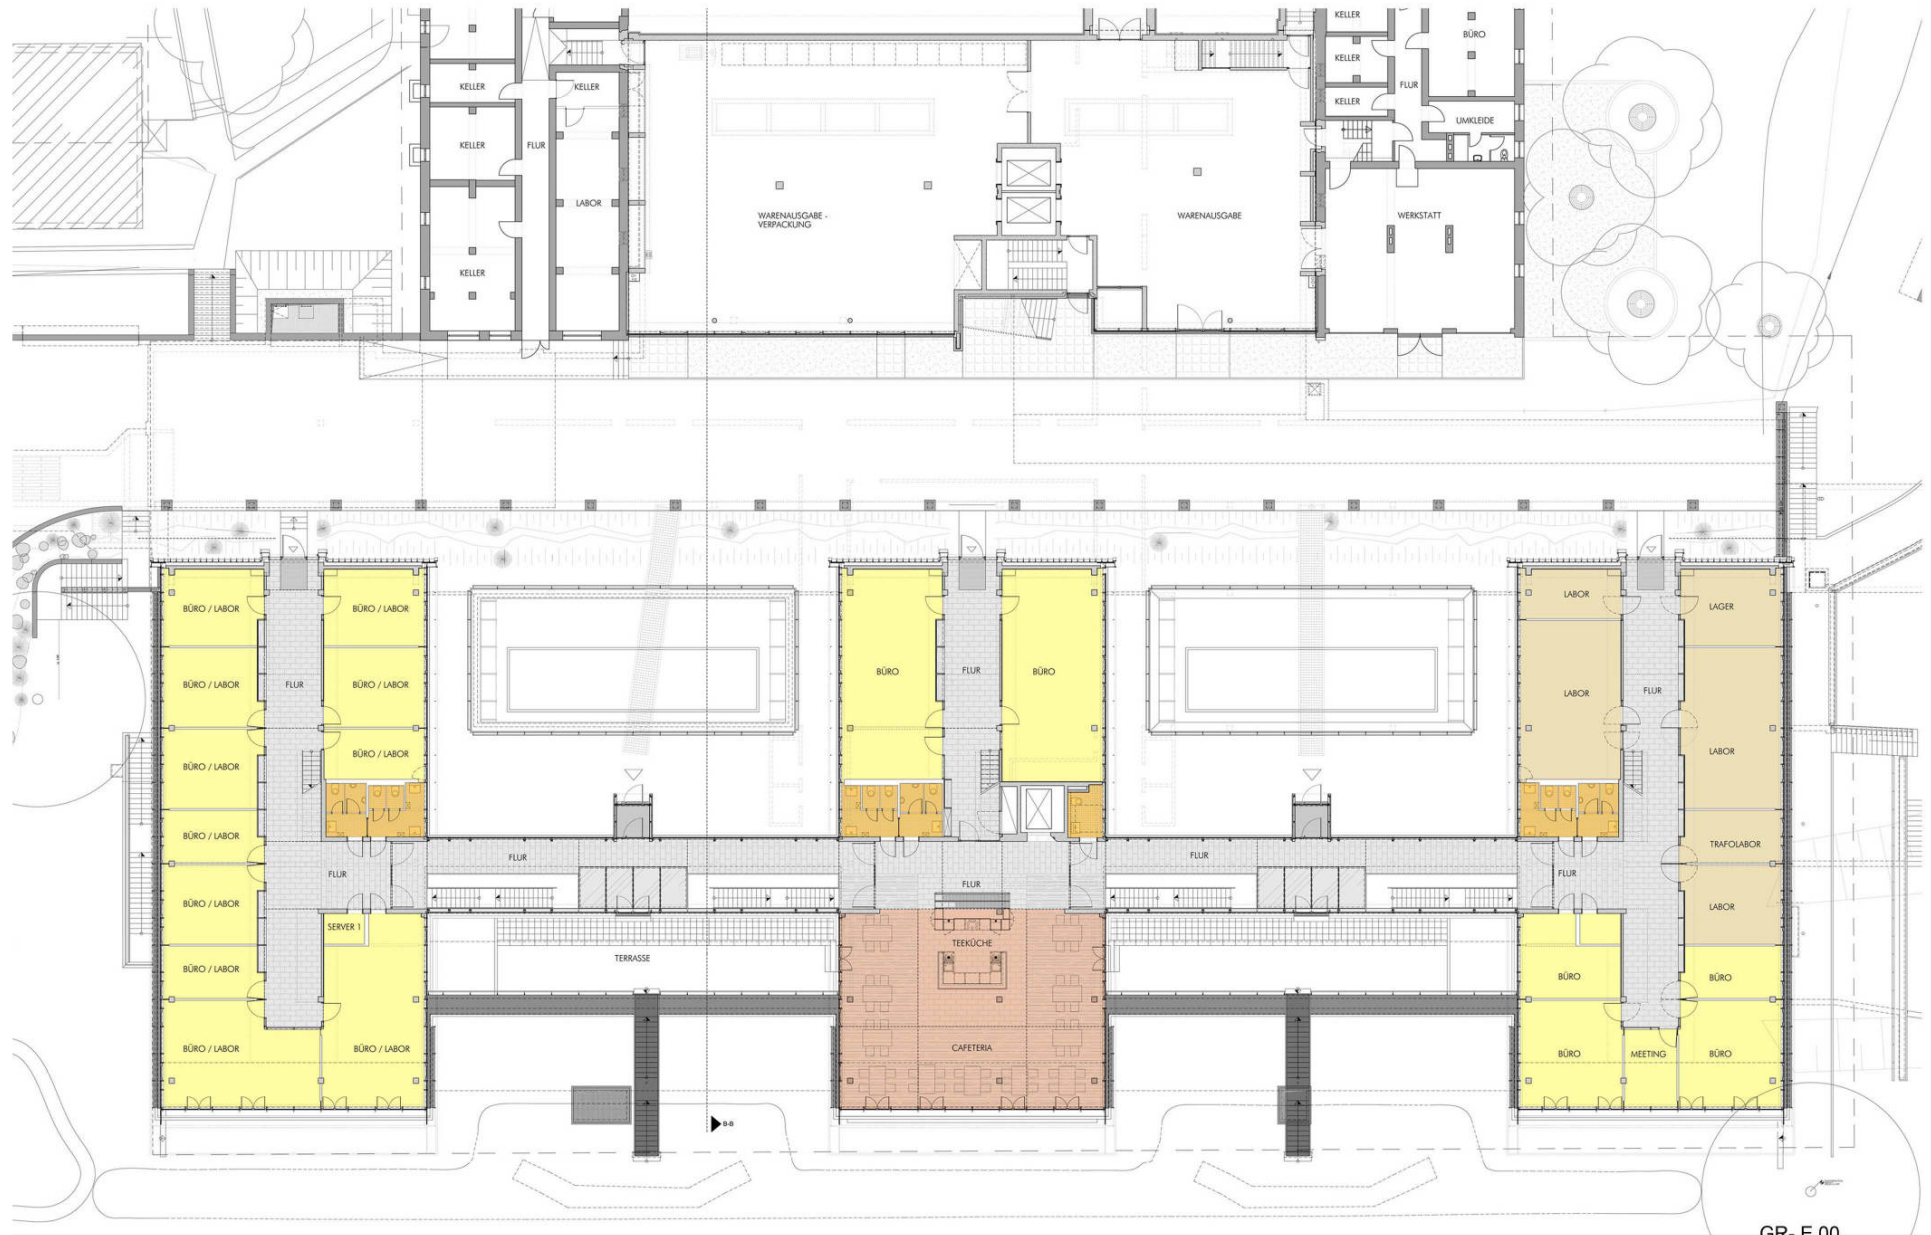 KELLER
BÜRO
KELLER
KELLER
KELLER
FLUR
KELLER
UMKLEIDE
KELLER
FLUR
LABOR
WARENAUSGABE -
VERPACKUNG
WARENAUSGABE
WERKSTATT
KELLER
BÜRO / LABOR
BÜRO / LABOR
LABOR
LAGER
BÜRO / LABOR
FLUR
BÜRO / LABOR
BÜRO
FLUR
BÜRO
LABOR
FLUR
BÜRO / LABOR
BÜRO / LABOR
LABOR
BÜRO / LABOR
TRAFOLABOR
FLUR
FLUR
FLUR
FLUR
FLUR
BÜRO / LABOR
LABOR
SERVER 1
TEEKÜCHE
TERRASSE
BÜRO / LABOR
BÜRO
BÜRO
BÜRO / LABOR
BÜRO / LABOR
CAFETERIA
BÜRO
MEETING
BÜRO
B-B
GR- E 00